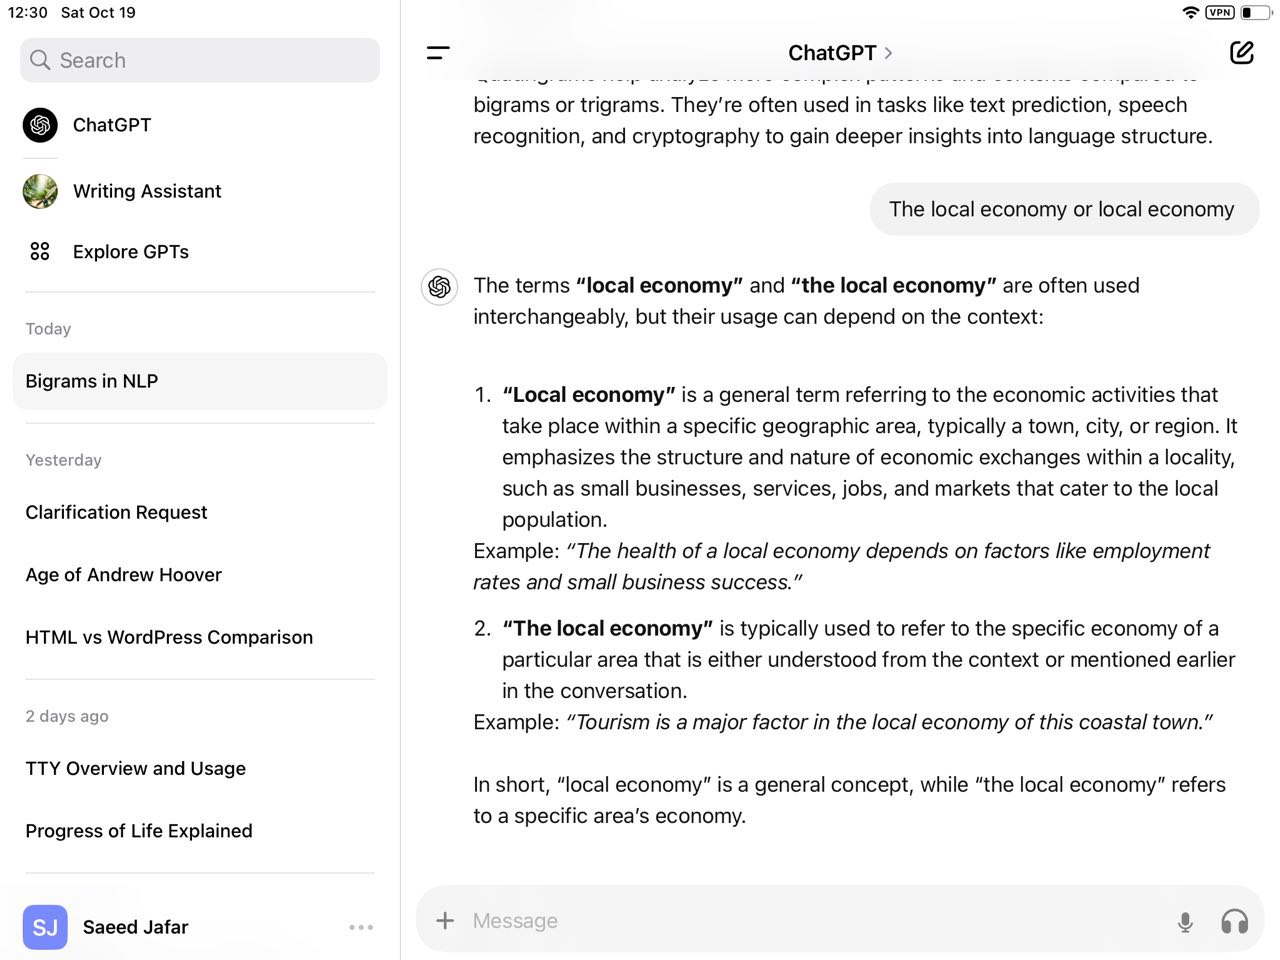 12:30 Sat Oct 19
VPN
Search
ChatGPT
Writing Assistant
Explore GPTs
Today
Bigrams in NLP
Yesterday
Clarification Request
Age of Andrew Hoover
HTML vs WordPress Comparison
2 days ago
TTY Overview and Usage
Progress of Life Explained
SJ Saeed Jafar
ChatGPT
bigrams or trigrams. They’re often used in tasks like text prediction, speech
recognition, and cryptography to gain deeper insights into language structure.
The local economy or local economy
The terms “local economy” and “the local economy” are often used
interchangeably, but their usage can depend on the context:
1. “Local economy” is a general term referring to the economic activities that
take place within a specific geographic area, typically a town, city, or region. It
emphasizes the structure and nature of economic exchanges within a locality,
such as small businesses, services, jobs, and markets that cater to the local
population.
Example: “The health of a local economy depends on factors like employment
rates and small business success.”
2. “The local economy” is typically used to refer to the specific economy of a
particular area that is either understood from the context or mentioned earlier
in the conversation.
Example: “Tourism is a major factor in the local economy of this coastal town.”
In short, “local economy” is a general concept, while “the local economy” refers
to a specific area’s economy.
Message